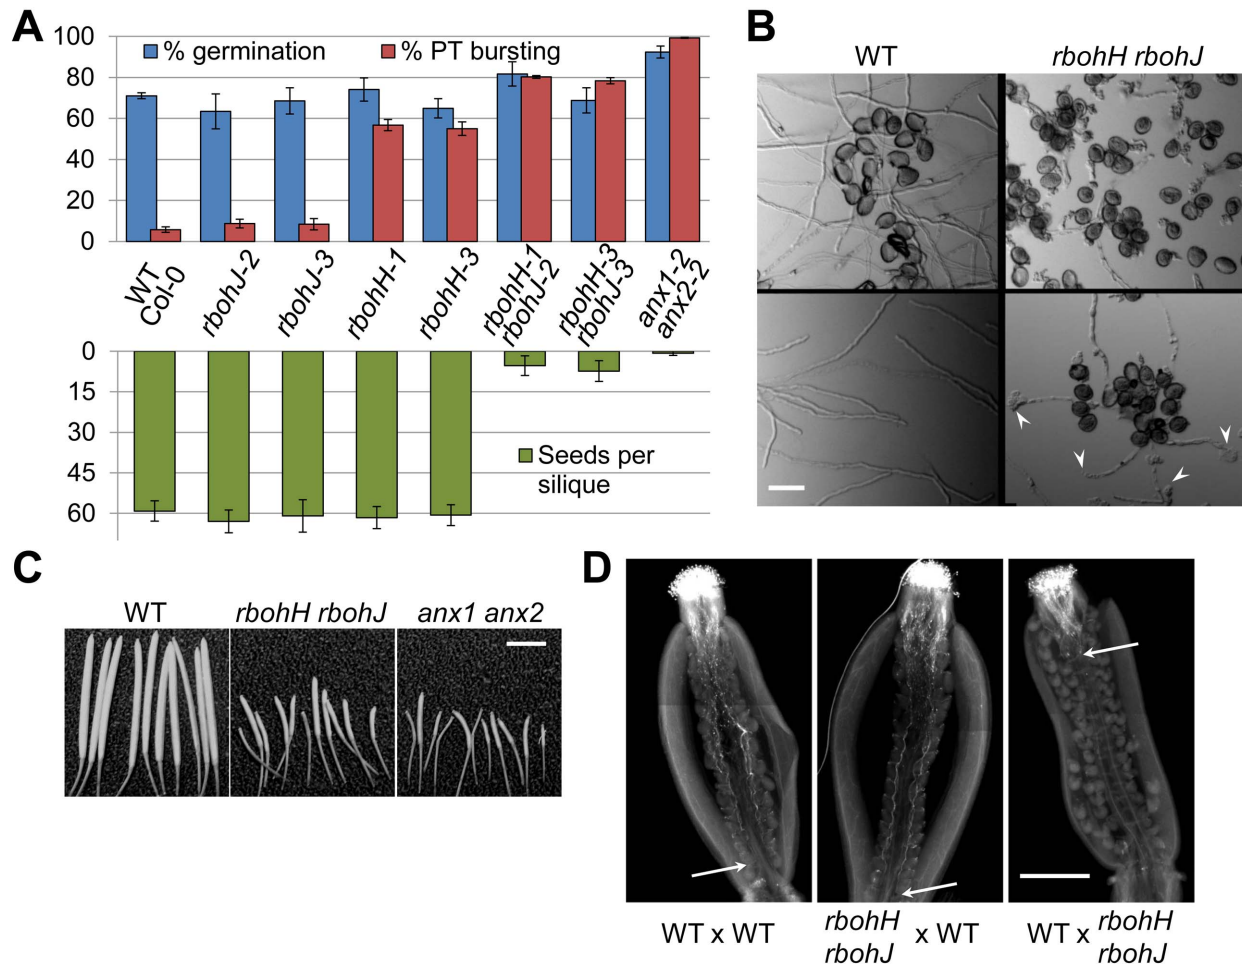 A
100
80
60
40
20
0
% germination
% PT bursting
WT
Col-0
rbohJ-2
rbohJ-3
rbohH-1
rbohH-3
rbohH-1
rbohJ-2
rbohH-3
rbohJ-3
anx1-2
anx2-2
0
15
30
45
60
Seeds per
silique
B
WT
rbohH rbohJ
C
WT
rbohH rbohJ
anx1 anx2
D
WT x WT
rbohH
rbohJ
x WT
WT x
rbohH
rbohJ